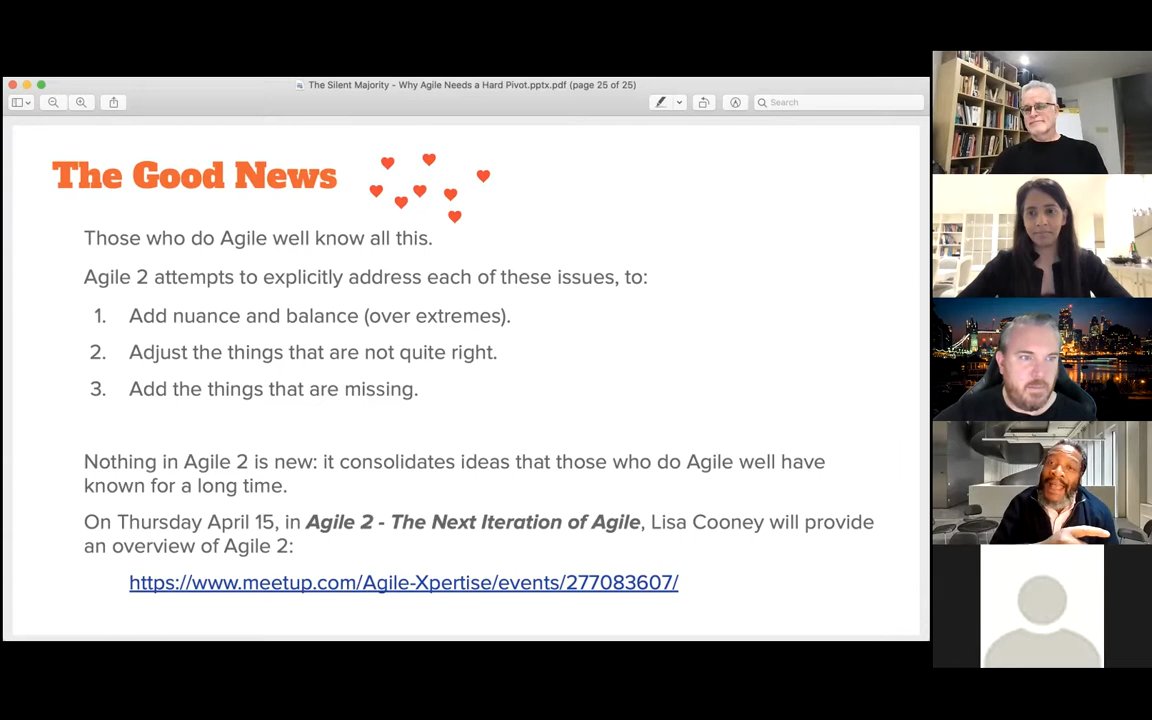 The Silent Majority - Why Agile Needs a Hard Pivot.pptx.pdf (page 25 of 25)
Search
The Good News
Those who do Agile well know all this.
Agile 2 attempts to explicitly address each of these issues, to:
1. Add nuance and balance (over extremes).
2. Adjust the things that are not quite right.
3. Add the things that are missing.
Nothing in Agile 2 is new: it consolidates ideas that those who do Agile well have
known for a long time.
On Thursday April 15, in Agile 2 - The Next Iteration of Agile, Lisa Cooney will provide
an overview of Agile 2:
https://www.meetup.com/Agile-Xpertise/events/277083607/